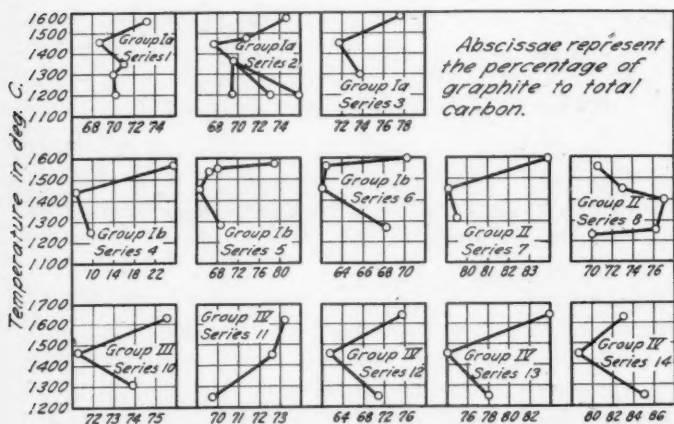 Temperature in deg. C.
1600
1500
1400
1300
1200
1100
Group Ia
Series 1
68 70 72 74
Group Ia
Series 2
68 70 72 74
Group Ia
Series 3
72 74 76 78
Abscissae represent
the percentage of
graphite to total
carbon.
1600
1500
1400
1300
1200
1100
Group Ib
Series 4
10 14 18 22
Group Ib
Series 5
68 72 76 80
Group Ib
Series 6
64 66 68 70
Group II
Series 7
80 81 82 83
Group II
Series 8
70 72 74 76
1700
1600
1500
1400
1300
1200
Group III
Series 10
72 73 74 75
Group IV
Series 11
70 71 72 73
Group IV
Series 12
64 68 72 76
Group IV
Series 13
76 78 80 82
Group IV
Series 14
80 82 84 86